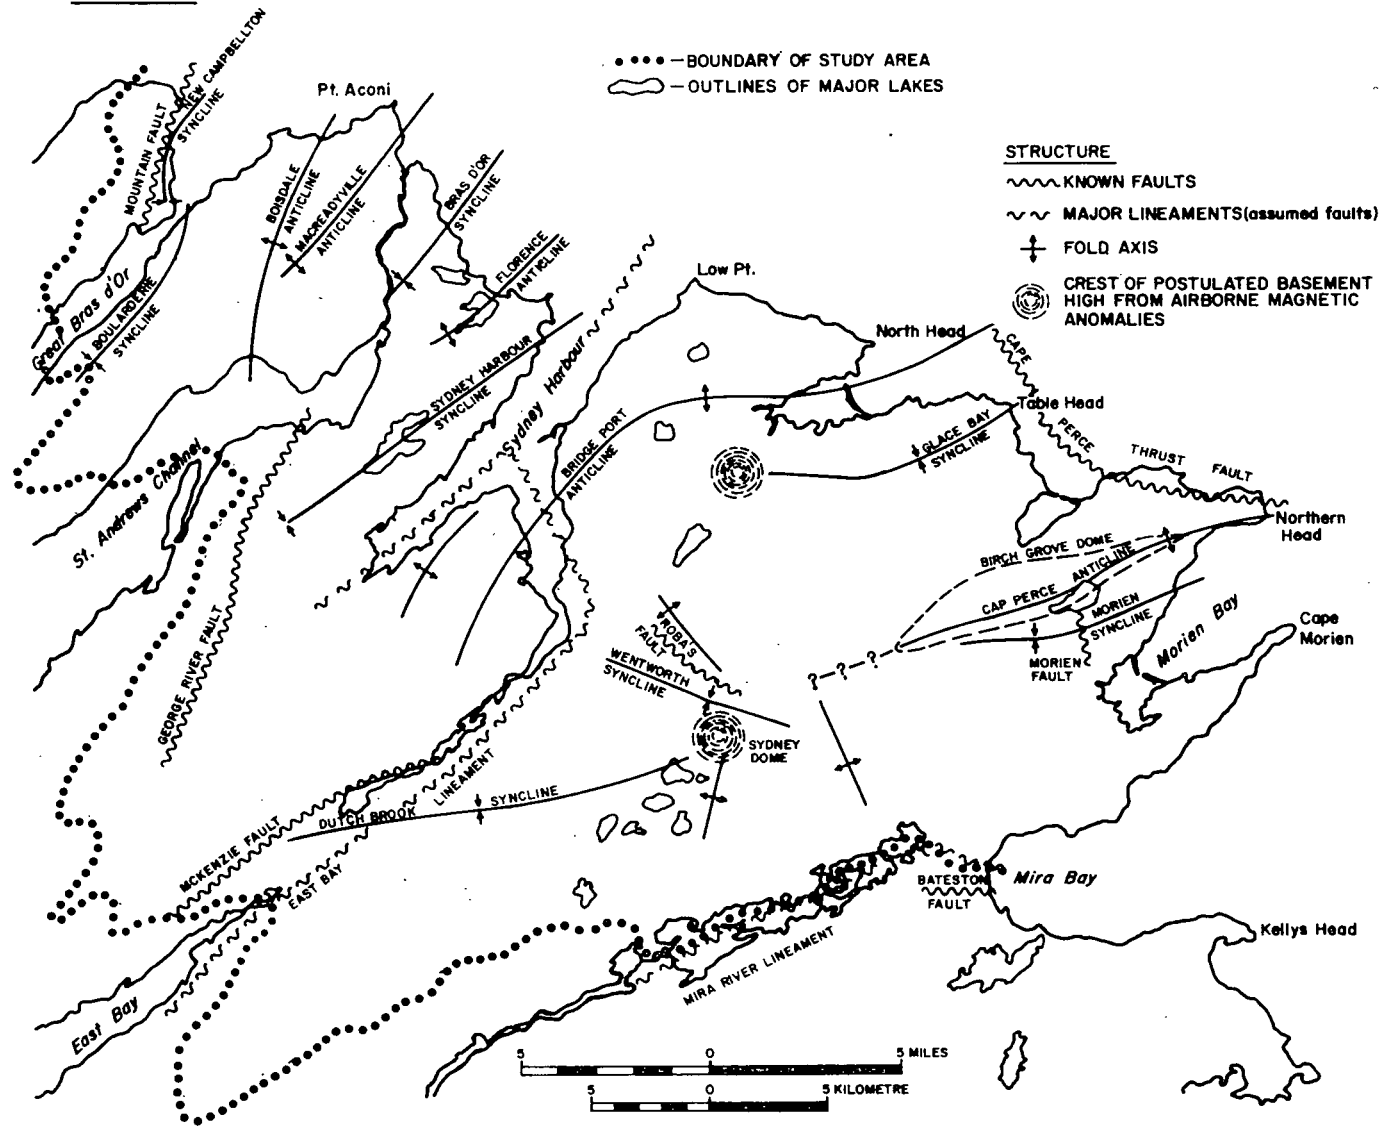 BOUNDARY OF STUDY AREA
OUTLINES OF MAJOR LAKES
STRUCTURE
KNOWN FAULTS
MAJOR LINEAMENTS(assumed faults)
FOLD AXIS
CREST OF POSTULATED BASEMENT
HIGH FROM AIRBORNE MAGNETIC
ANOMALIES
NEW CAMPBELLTON
SYNCLINE
MOUNTAIN FAULT
Pt. Aconi
BOISDALE
ANTICLINE
MACREADYVILLE
ANTICLINE
BRAS D'OR
SYNCLINE
FLORENCE
ANTICLINE
Great Bras d'Or
BOULARDERIE
SYNCLINE
SYDNEY HARBOUR
SYNCLINE
Sydney Harbour
Low Pt.
North Head
CAPE
PERCE
THRUST FAULT
Table Head
GLACE BAY
SYNCLINE
BRIDGE PORT
ANTICLINE
St. Andrews Channel
GEORGE RIVER FAULT
Northern
Head
BIRCH GROVE DOME
CAP PERCE ANTICLINE
MORIEN
SYNCLINE
MORIEN
FAULT
Morien Bay
Cape
Morien
ROBA'S
FAULT
WENTWORTH
SYNCLINE
? ? ?
SYDNEY
DOME
LINEAMENT
DUTCH BROOK SYNCLINE
MCKENZIE FAULT
EAST BAY
East Bay
BATESTON
FAULT
Mira Bay
MIRA RIVER LINEAMENT
Kellys Head
5 0 5 MILES
5 0 5 KILOMETRE